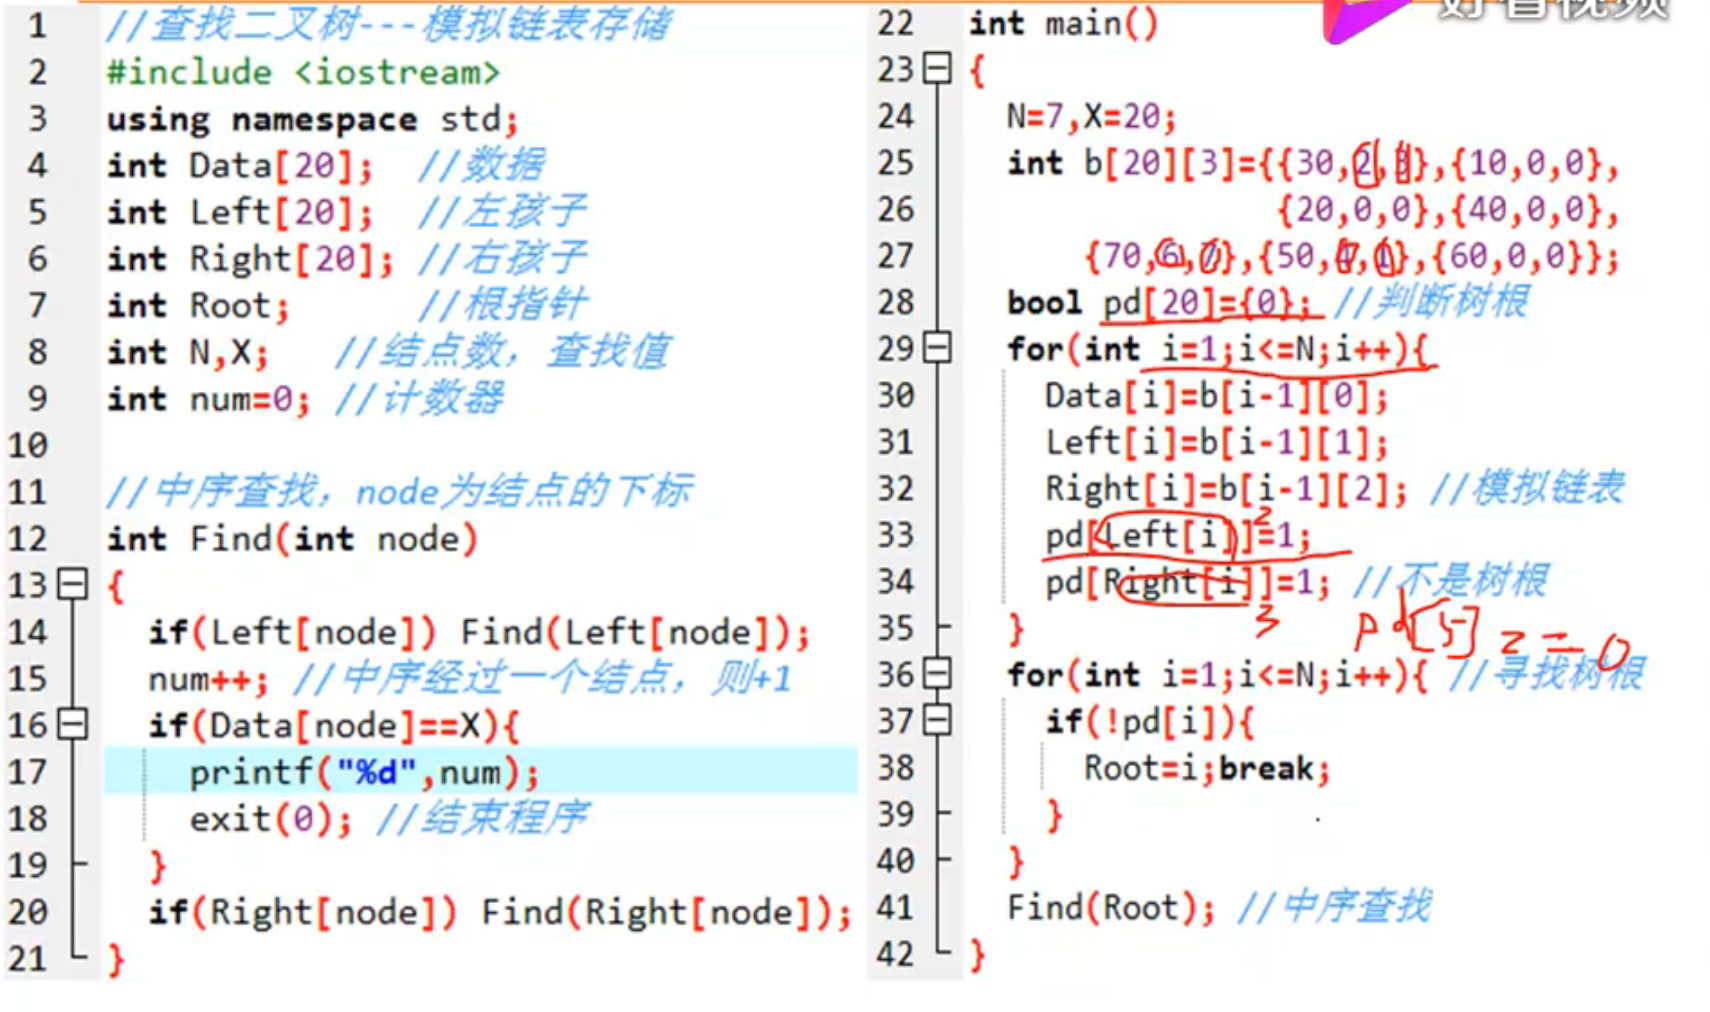 1 //查找二叉树---模拟链表存储
2 #include <iostream>
3 using namespace std;
4 int Data[20]; //数据
5 int Left[20]; //左孩子
6 int Right[20]; //右孩子
7 int Root; //根指针
8 int N,X; //结点数，查找值
9 int num=0; //计数器
10
11 //中序查找，node为结点的下标
12 int Find(int node)
13 {
14 if(Left[node]) Find(Left[node]);
15 num++; //中序经过一个结点，则+1
16 if(Data[node]==X){
17 printf("%d",num);
18 exit(0); //结束程序
19 }
20 if(Right[node]) Find(Right[node]);
21 }
好看视频
22 int main()
23 {
24 N=7,X=20;
25 int b[20][3]={{30,2,3},{10,0,0},
26 {20,0,0},{40,0,0},
27 {70,6,7},{50,4,1},{60,0,0}};
28 bool pd[20]={0}; //判断树根
29 for(int i=1;i<=N;i++){
30 Data[i]=b[i-1][0];
31 Left[i]=b[i-1][1];
32 Right[i]=b[i-1][2]; //模拟链表
2
33 pd[Left[i]]=1;
34 pd[Right[i]]=1; //不是树根
3
pd[5]==0
35 }
36 for(int i=1;i<=N;i++){ //寻找树根
37 if(!pd[i]){
38 Root=i;break;
39 }
40 }
41 Find(Root); //中序查找
42 }